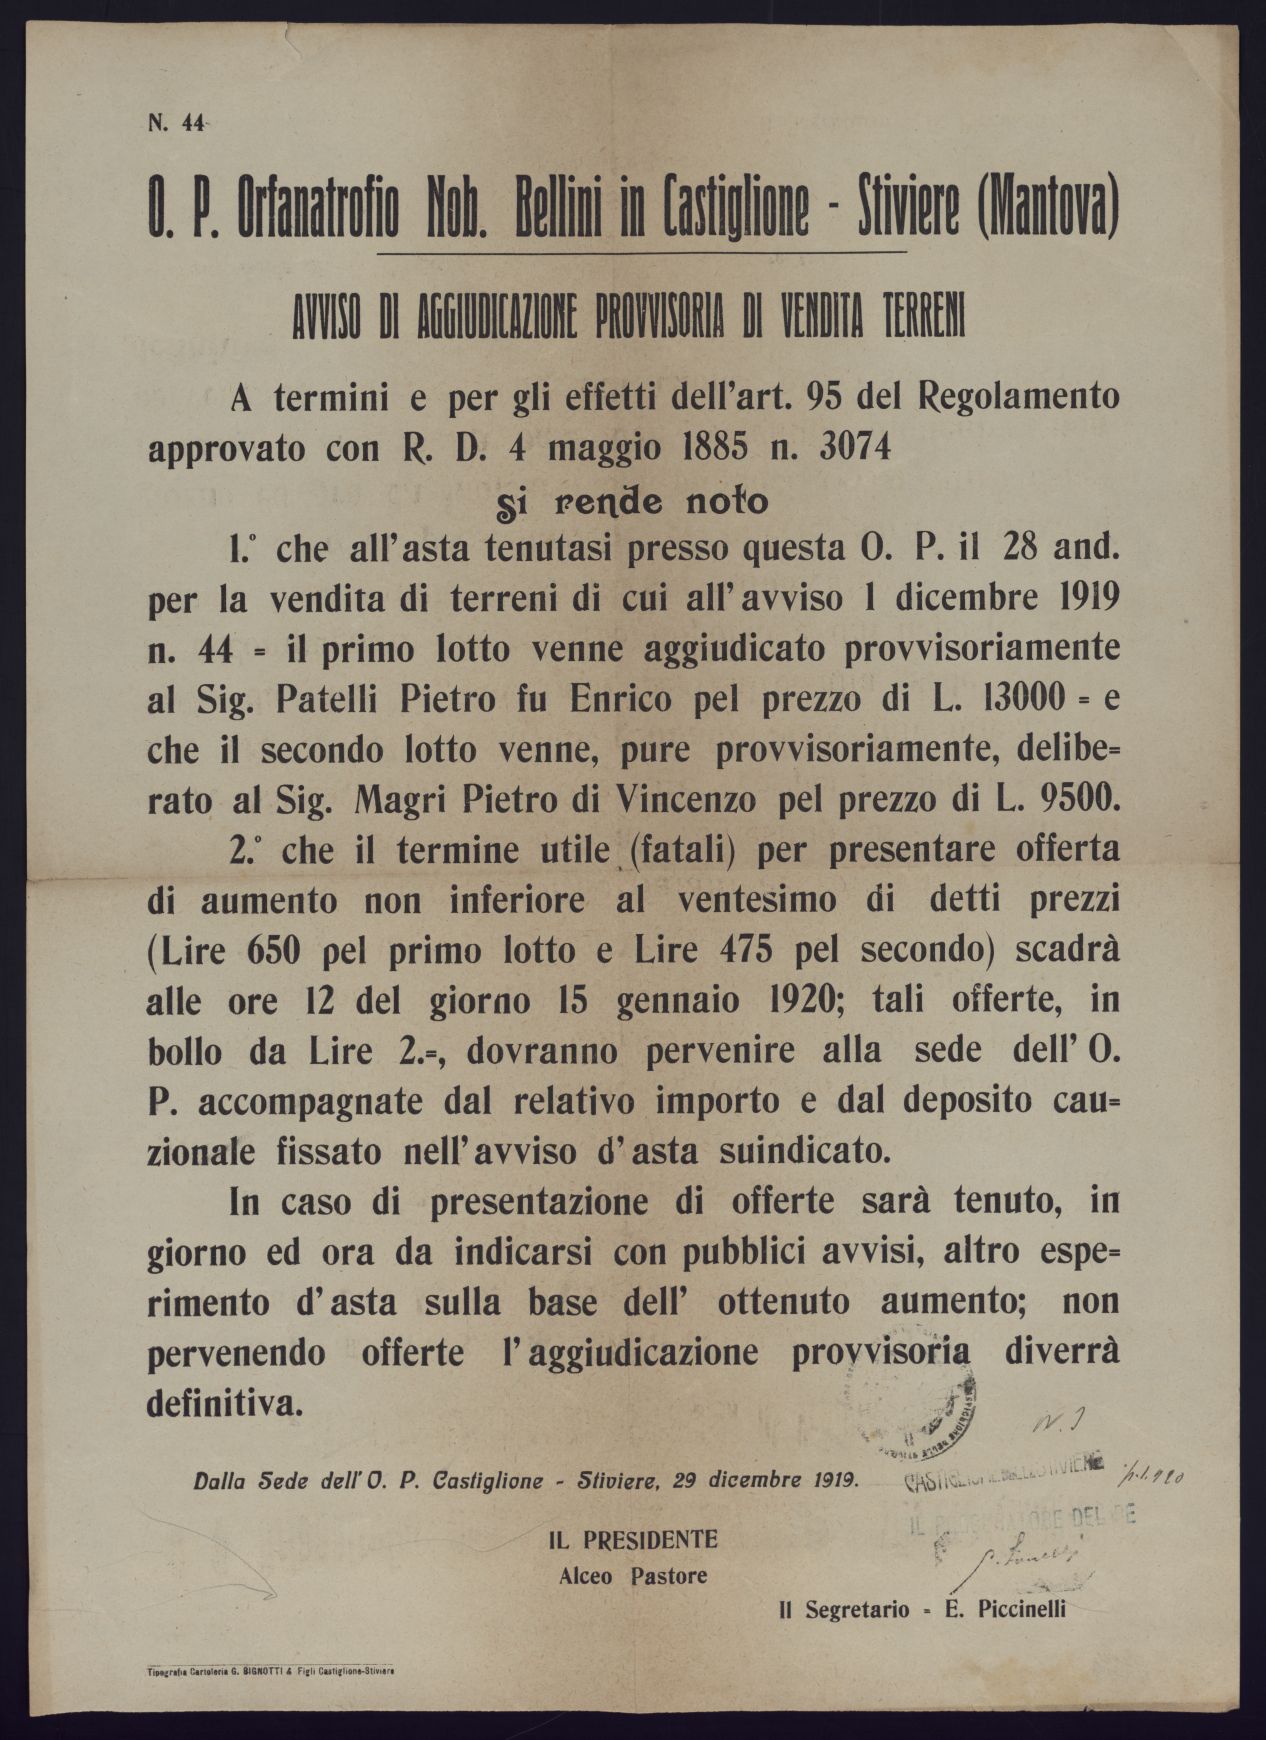 N. 44
O. P. Orfanatrofio Nob. Bellini in Castiglione - Stiviere (Mantova)
AVVISO DI AGGIUDICAZIONE PROVVISORIA DI VENDITA TERRENI
A termini e per gli effetti dell'art. 95 del Regolamento
approvato con R. D. 4 maggio 1885 n. 3074
si rende noto
1.° che all'asta tenutasi presso questa O. P. il 28 and.
per la vendita di terreni di cui all'avviso 1 dicembre 1919
n. 44 = il primo lotto venne aggiudicato provvisoriamente
al Sig. Patelli Pietro fu Enrico pel prezzo di L. 13000 = e
che il secondo lotto venne, pure provvisoriamente, delibe=
rato al Sig. Magri Pietro di Vincenzo pel prezzo di L. 9500.
2.° che il termine utile (fatali) per presentare offerta
di aumento non inferiore al ventesimo di detti prezzi
(Lire 650 pel primo lotto e Lire 475 pel secondo) scadrà
alle ore 12 del giorno 15 gennaio 1920; tali offerte, in
bollo da Lire 2.=, dovranno pervenire alla sede dell' O.
P. accompagnate dal relativo importo e dal deposito cau=
zionale fissato nell'avviso d'asta suindicato.
In caso di presentazione di offerte sarà tenuto, in
giorno ed ora da indicarsi con pubblici avvisi, altro espe=
rimento d'asta sulla base dell' ottenuto aumento; non
pervenendo offerte l'aggiudicazione provvisoria diverrà
definitiva.
N. 1
Dalla Sede dell' O. P. Castiglione - Stiviere, 29 dicembre 1919.
CASTIGLIONE DELLE STIVIERE
IL PRESIDENTE
Alceo Pastore
Il Segretario = E. Piccinelli
Tipografia Cartoleria G. BIGNOTTI & Figli Castiglione-Stiviere